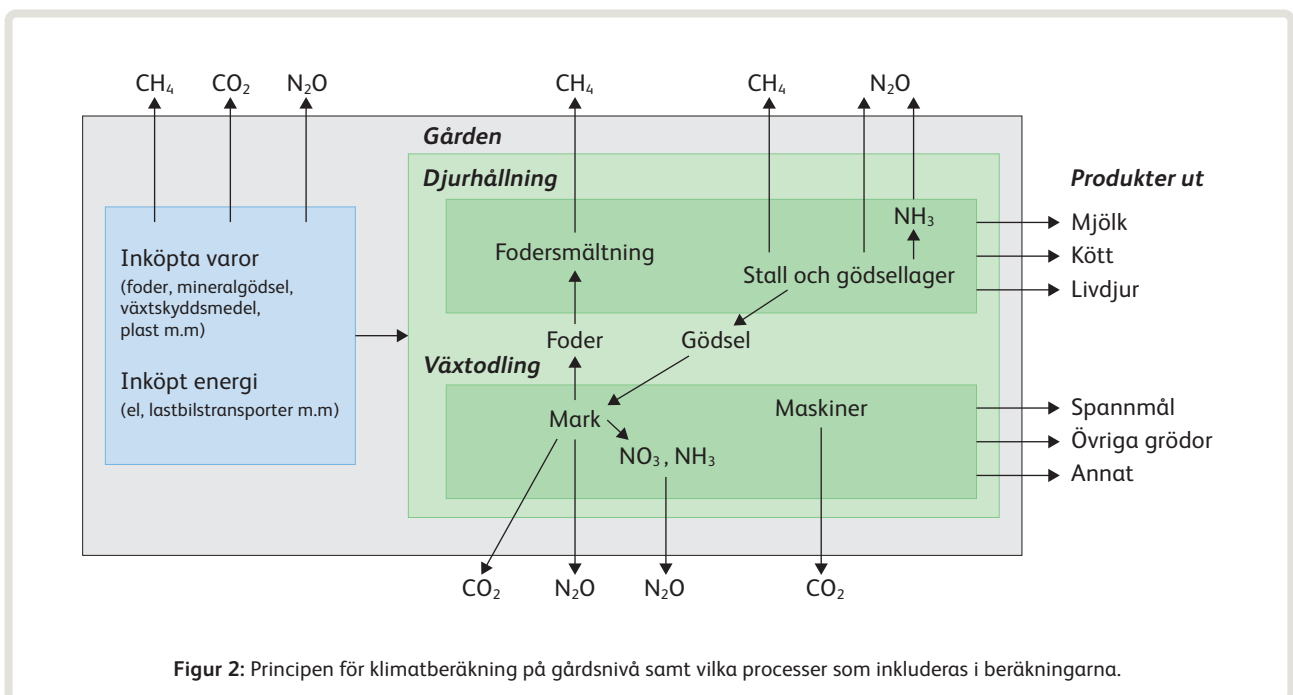 CH₄ CO₂ N₂O CH₄ CH₄ N₂O
Gården
Djurhållning
Produkter ut
NH₃
Mjölk
Fodersmältning
Kött
Inköpta varor
(foder, mineralgödsel,
växtskyddsmedel,
plast m.m)
Stall och gödsellager
Livdjur
Foder
Gödsel
Växtodling
Inköpt energi
(el, lastbilstransporter m.m)
Mark
Maskiner
Spannmål
NO₃, NH₃
Övriga grödor
Annat
CO₂ N₂O N₂O CO₂
Figur 2: Principen för klimatberäkning på gårdsnivå samt vilka processer som inkluderas i beräkningarna.